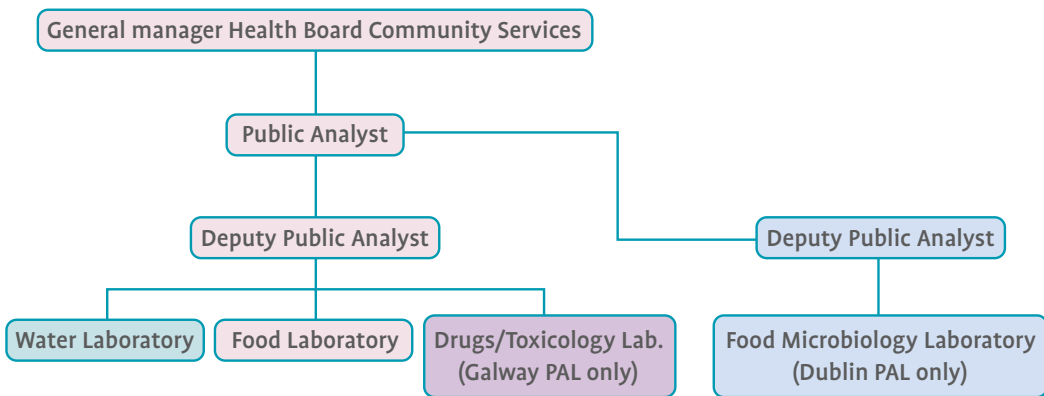 General manager Health Board Community Services
Public Analyst
Deputy Public Analyst
Deputy Public Analyst
Water Laboratory
Food Laboratory
Drugs/Toxicology Lab.
(Galway PAL only)
Food Microbiology Laboratory
(Dublin PAL only)